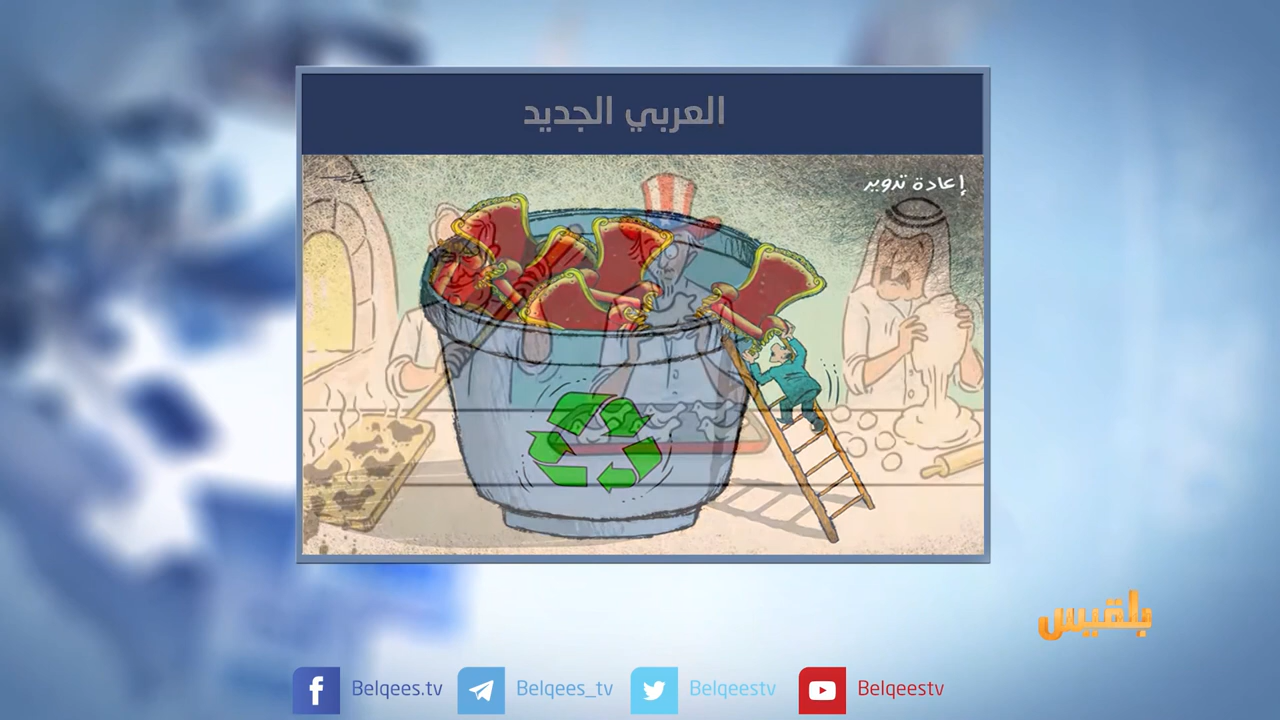 العربي الجديد
إعادة تدوير
بلقيس
Belqees.tv
Belqees_tv
Belqeestv
Belqeestv